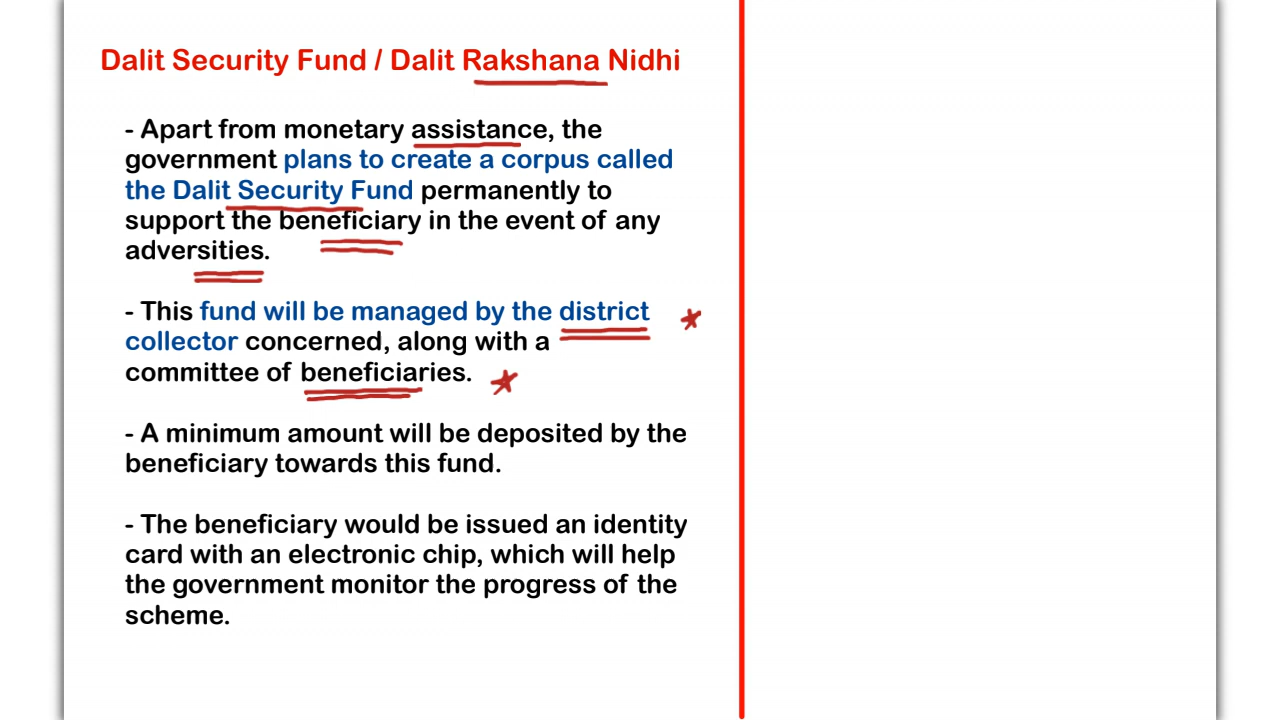 Dalit Security Fund / Dalit Rakshana Nidhi
- Apart from monetary assistance, the
government plans to create a corpus called
the Dalit Security Fund permanently to
support the beneficiary in the event of any
adversities.
- This fund will be managed by the district
collector concerned, along with a
committee of beneficiaries.
- A minimum amount will be deposited by the
beneficiary towards this fund.
- The beneficiary would be issued an identity
card with an electronic chip, which will help
the government monitor the progress of the
scheme.